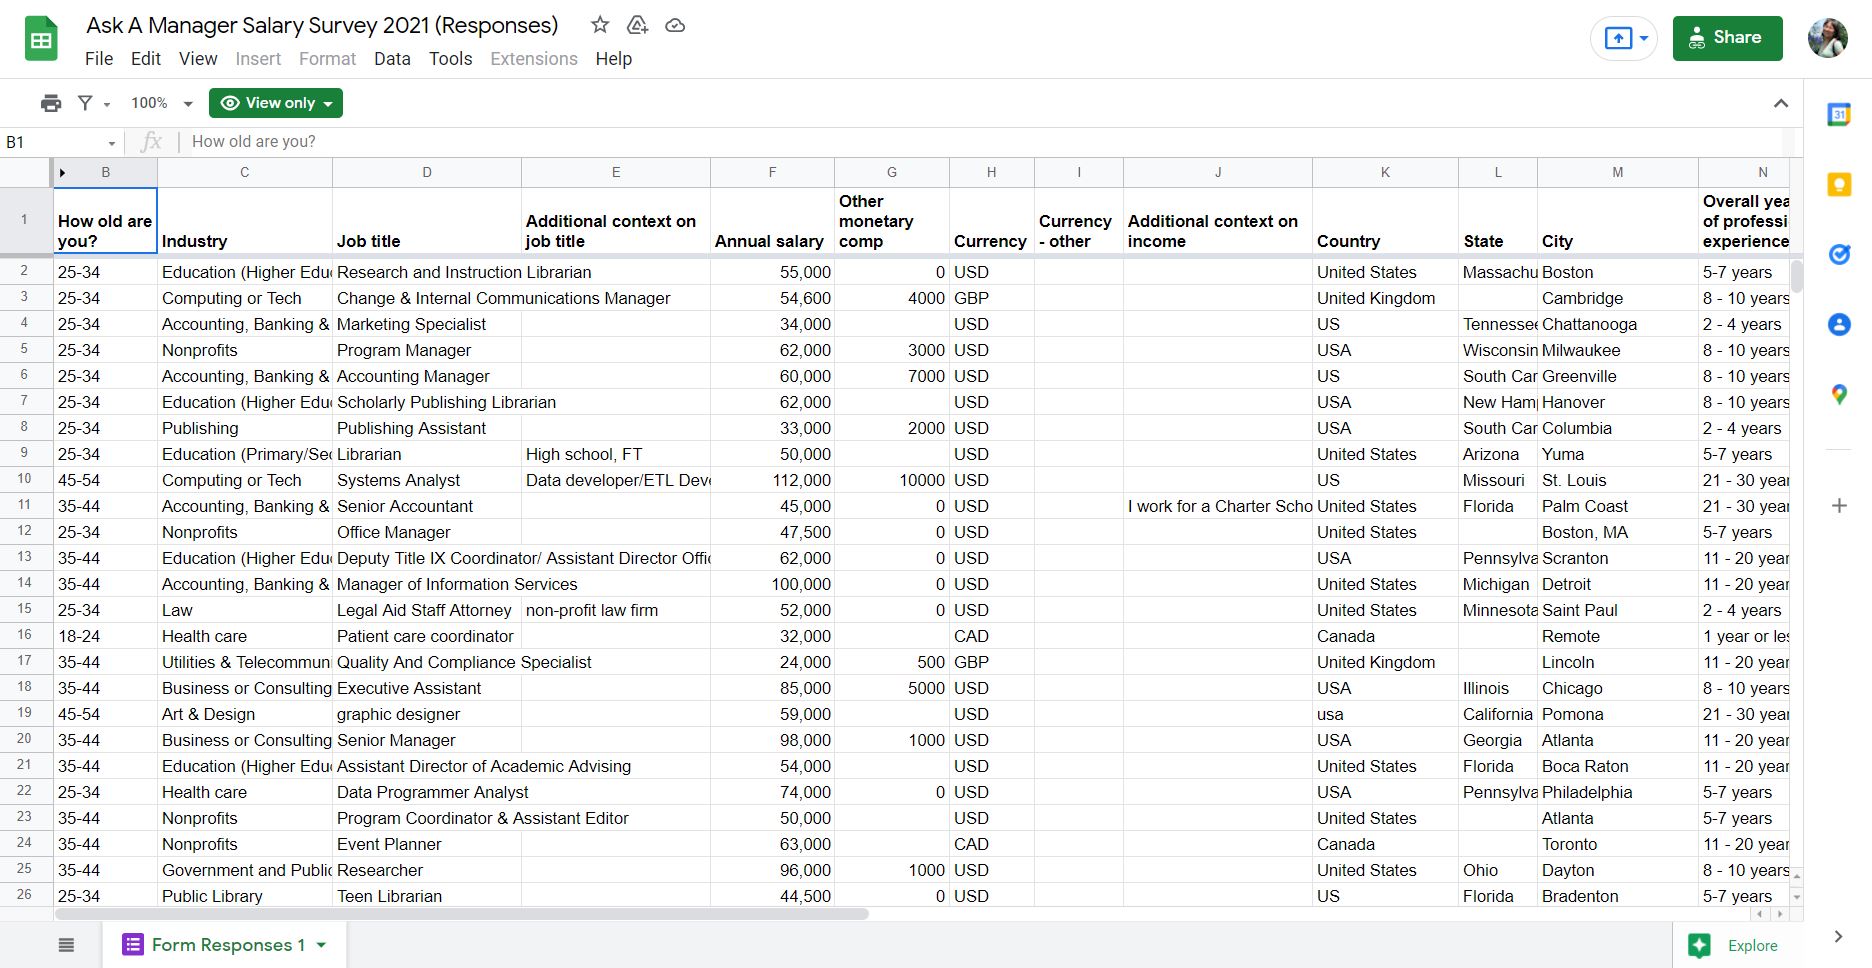 Ask A Manager Salary Survey 2021 (Responses)
Share
File Edit View Insert Format Data Tools Extensions Help
100% View only
31
B1 fx How old are you?
B C D E F G H I J K L M N
1 How old are you? Industry Job title Additional context on job title Annual salary Other monetary comp Currency Currency - other Additional context on income Country State City Overall yea of professi experience
2 25-34 Education (Higher Edu Research and Instruction Librarian 55,000 0 USD United States Massachu Boston 5-7 years
3 25-34 Computing or Tech Change & Internal Communications Manager 54,600 4000 GBP United Kingdom Cambridge 8 - 10 years
4 25-34 Accounting, Banking & Marketing Specialist 34,000 USD US Tennessee Chattanooga 2 - 4 years
5 25-34 Nonprofits Program Manager 62,000 3000 USD USA Wisconsin Milwaukee 8 - 10 years
6 25-34 Accounting, Banking & Accounting Manager 60,000 7000 USD US South Car Greenville 8 - 10 years
7 25-34 Education (Higher Edu Scholarly Publishing Librarian 62,000 USD USA New Ham Hanover 8 - 10 years
8 25-34 Publishing Publishing Assistant 33,000 2000 USD USA South Car Columbia 2 - 4 years
9 25-34 Education (Primary/Sec Librarian High school, FT 50,000 USD United States Arizona Yuma 5-7 years
10 45-54 Computing or Tech Systems Analyst Data developer/ETL Deve 112,000 10000 USD US Missouri St. Louis 21 - 30 year
11 35-44 Accounting, Banking & Senior Accountant 45,000 0 USD I work for a Charter Scho United States Florida Palm Coast 21 - 30 year
12 25-34 Nonprofits Office Manager 47,500 0 USD United States Boston, MA 5-7 years
13 35-44 Education (Higher Edu Deputy Title IX Coordinator/ Assistant Director Offic 62,000 0 USD USA Pennsylva Scranton 11 - 20 year
14 35-44 Accounting, Banking & Manager of Information Services 100,000 0 USD United States Michigan Detroit 11 - 20 year
15 25-34 Law Legal Aid Staff Attorney non-profit law firm 52,000 0 USD United States Minnesota Saint Paul 2 - 4 years
16 18-24 Health care Patient care coordinator 32,000 CAD Canada Remote 1 year or les
17 35-44 Utilities & Telecommuni Quality And Compliance Specialist 24,000 500 GBP United Kingdom Lincoln 11 - 20 year
18 35-44 Business or Consulting Executive Assistant 85,000 5000 USD USA Illinois Chicago 8 - 10 years
19 45-54 Art & Design graphic designer 59,000 USD usa California Pomona 21 - 30 year
20 35-44 Business or Consulting Senior Manager 98,000 1000 USD USA Georgia Atlanta 11 - 20 year
21 35-44 Education (Higher Edu Assistant Director of Academic Advising 54,000 USD United States Florida Boca Raton 11 - 20 year
22 25-34 Health care Data Programmer Analyst 74,000 0 USD USA Pennsylva Philadelphia 5-7 years
23 35-44 Nonprofits Program Coordinator & Assistant Editor 50,000 USD United States Atlanta 5-7 years
24 35-44 Nonprofits Event Planner 63,000 CAD Canada Toronto 11 - 20 year
25 35-44 Government and Public Researcher 96,000 1000 USD United States Ohio Dayton 8 - 10 years
26 25-34 Public Library Teen Librarian 44,500 0 USD US Florida Bradenton 5-7 years
Form Responses 1 Explore